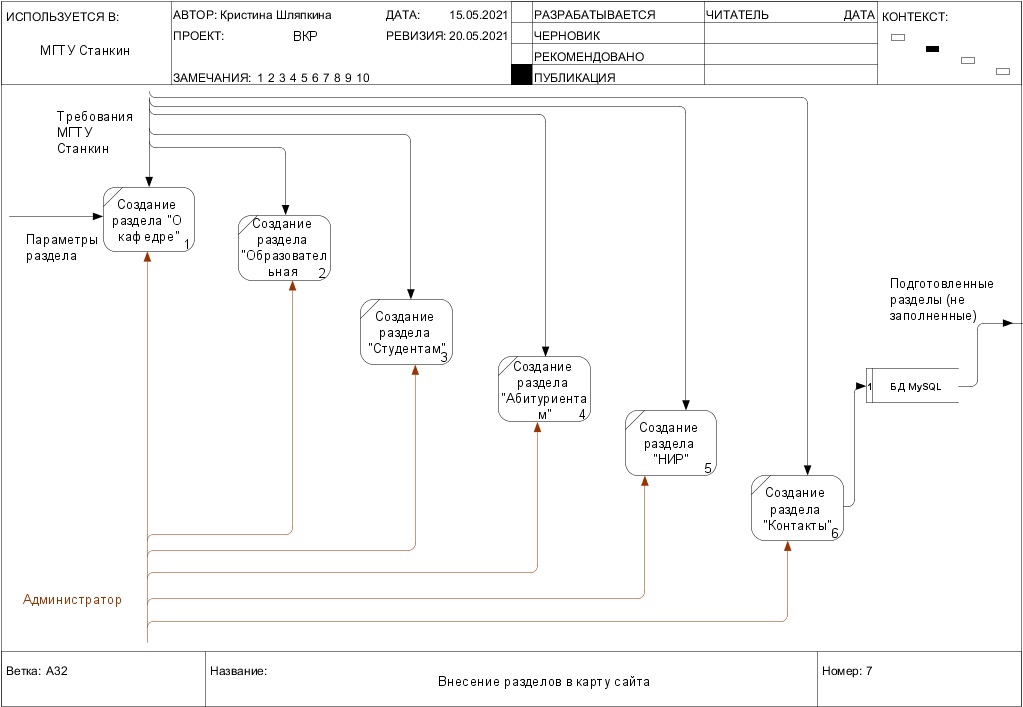 ИСПОЛЬЗУЕТСЯ В:
МГТУ Станкин
АВТОР: Кристина Шляпкина
ДАТА: 15.05.2021
ПРОЕКТ: ВКР
РЕВИЗИЯ: 20.05.2021
ЗАМЕЧАНИЯ: 1 2 3 4 5 6 7 8 9 10
РАЗРАБАТЫВАЕТСЯ
ЧЕРНОВИК
РЕКОМЕНДОВАНО
ПУБЛИКАЦИЯ
ЧИТАТЕЛЬ ДАТА
КОНТЕКСТ:
Требования
МГТУ
Станкин
Параметры
раздела
Создание
раздела "О
кафедре"
1
Создание
раздела
"Образовател
ьная
2
Создание
раздела
"Студентам"
3
Создание
раздела
"Абитуриента
м"
4
Создание
раздела
"НИР"
5
Создание
раздела
"Контакты"
6
1 БД MySQL
Подготовленные
разделы (не
заполненные)
Администратор
Ветка: A32
Название:
Внесение разделов в карту сайта
Номер: 7